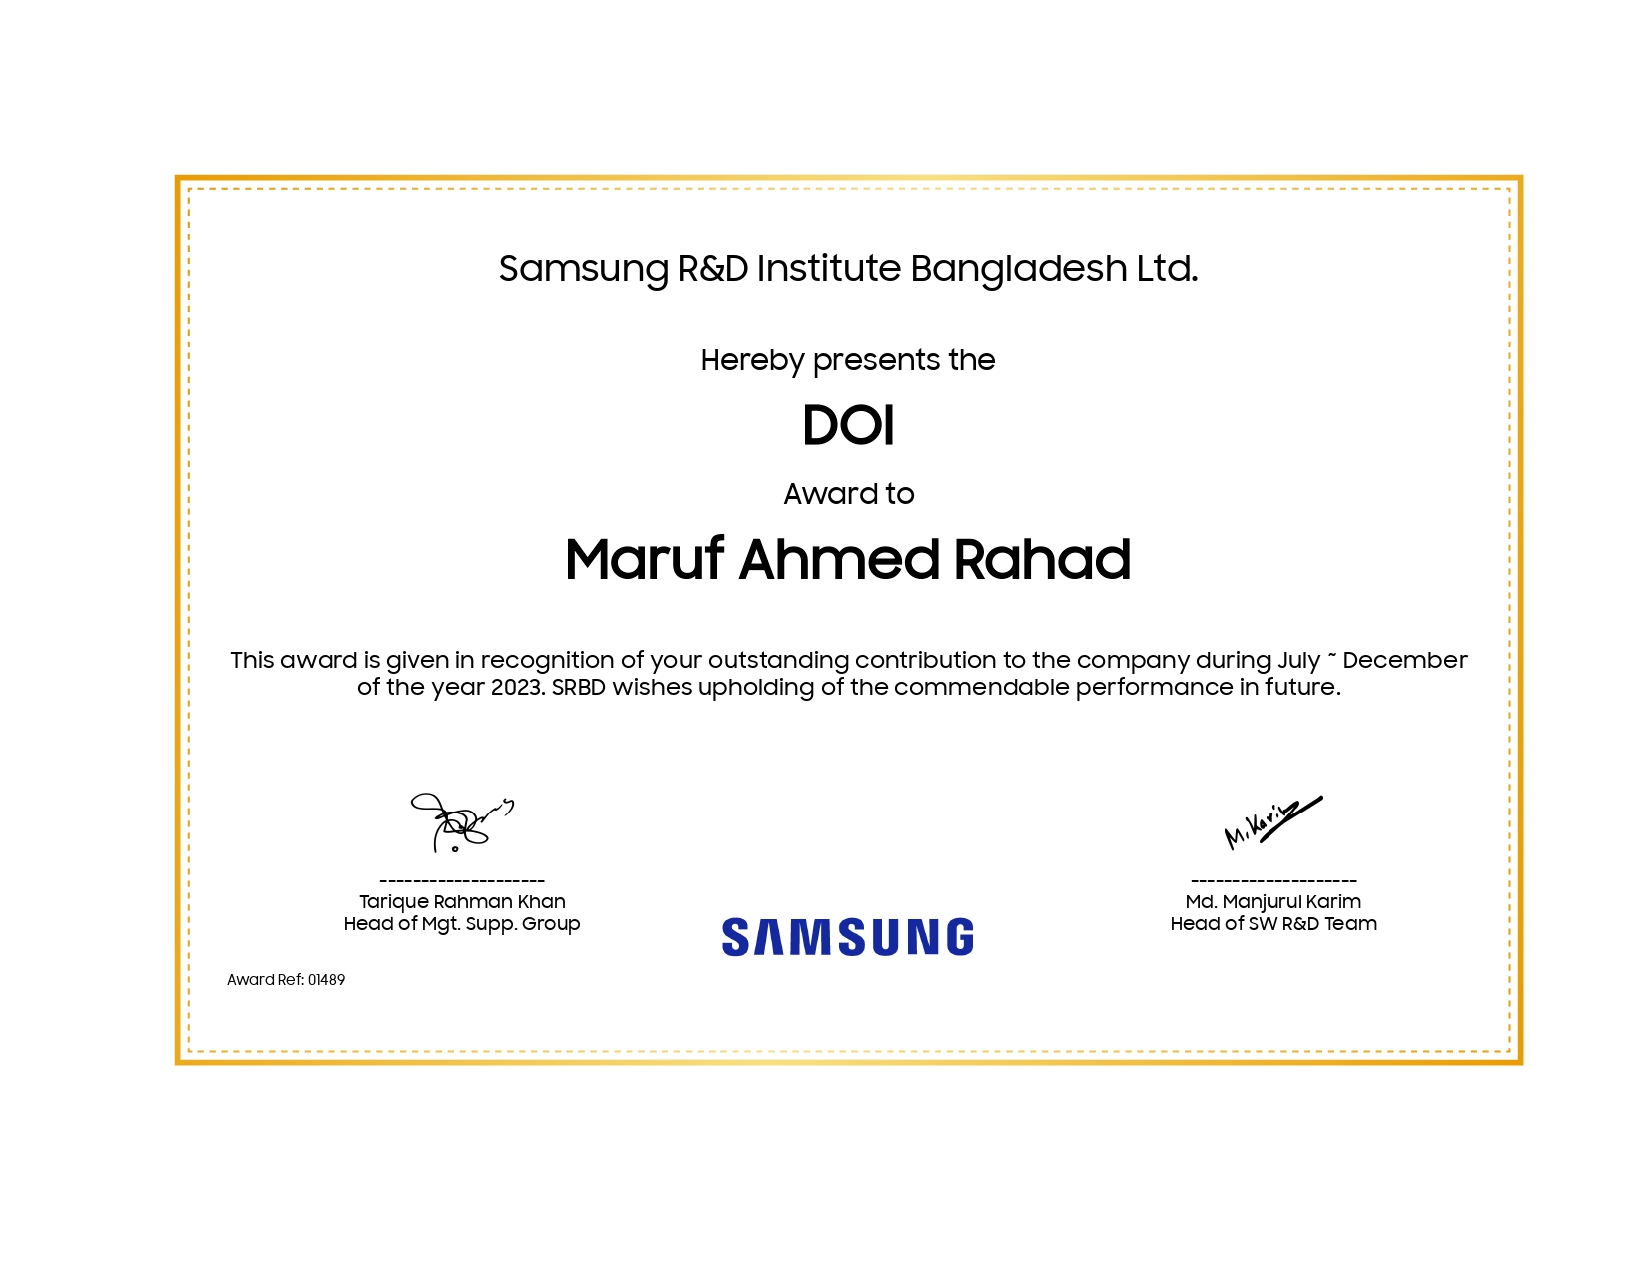 Samsung R&D Institute Bangladesh Ltd.
Hereby presents the
DOI
Award to
Maruf Ahmed Rahad
This award is given in recognition of your outstanding contribution to the company during July ~ December
of the year 2023. SRBD wishes upholding of the commendable performance in future.
M. Karim
--------------------
Tarique Rahman Khan
Head of Mgt. Supp. Group
--------------------
Md. Manjurul Karim
Head of SW R&D Team
SAMSUNG
Award Ref: 01489